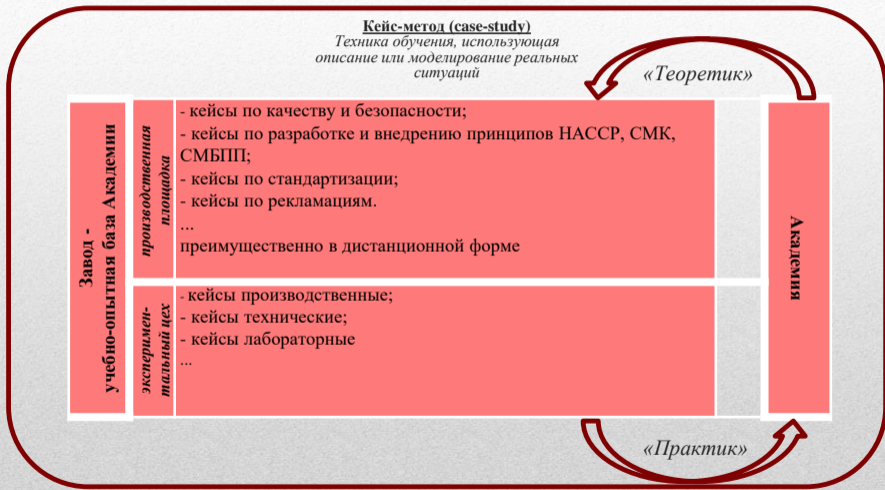 Кейс-метод (case-study)
Техника обучения, использующая
описание или моделирование реальных
ситуаций
«Теоретик»
Завод -
учебно-опытная база Академии
производственная
площадка
- кейсы по качеству и безопасности;
- кейсы по разработке и внедрению принципов НАССР, СМК,
СМБПП;
- кейсы по стандартизации;
- кейсы по рекламациям.
...
преимущественно в дистанционной форме
эксперимен-
тальный цех
- кейсы производственные;
- кейсы технические;
- кейсы лабораторные
...
Академия
«Практик»